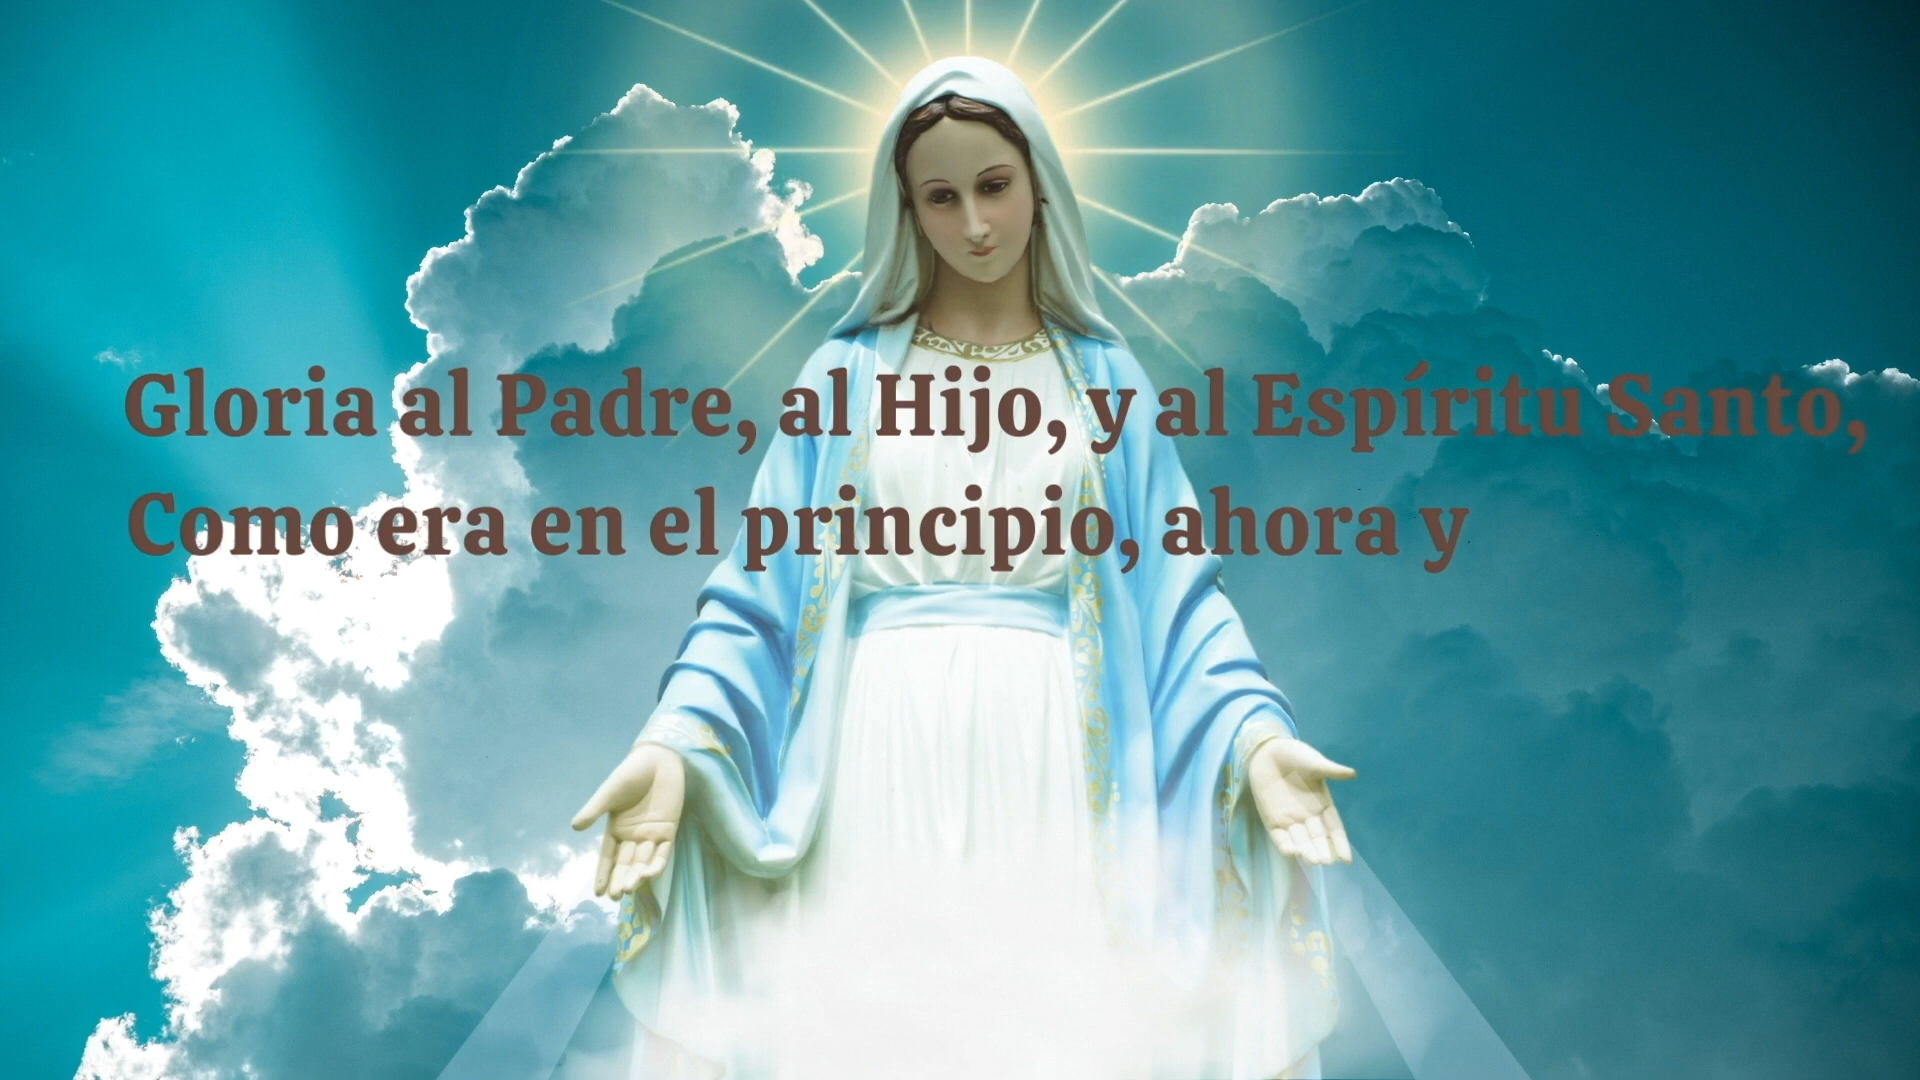 Gloria al Padre, al Hijo, y al Espíritu Santo,
Como era en el principio, ahora y